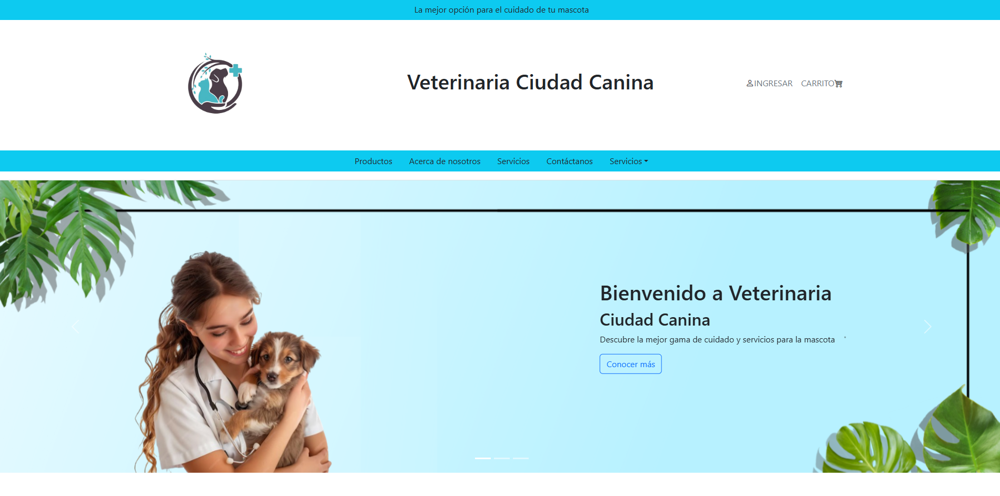 La mejor opción para el cuidado de tu mascota
Veterinaria Ciudad Canina
INGRESAR CARRITO
Productos Acerca de nosotros Servicios Contáctanos Servicios
Bienvenido a Veterinaria
Ciudad Canina
Descubre la mejor gama de cuidado y servicios para la mascota
Conocer más